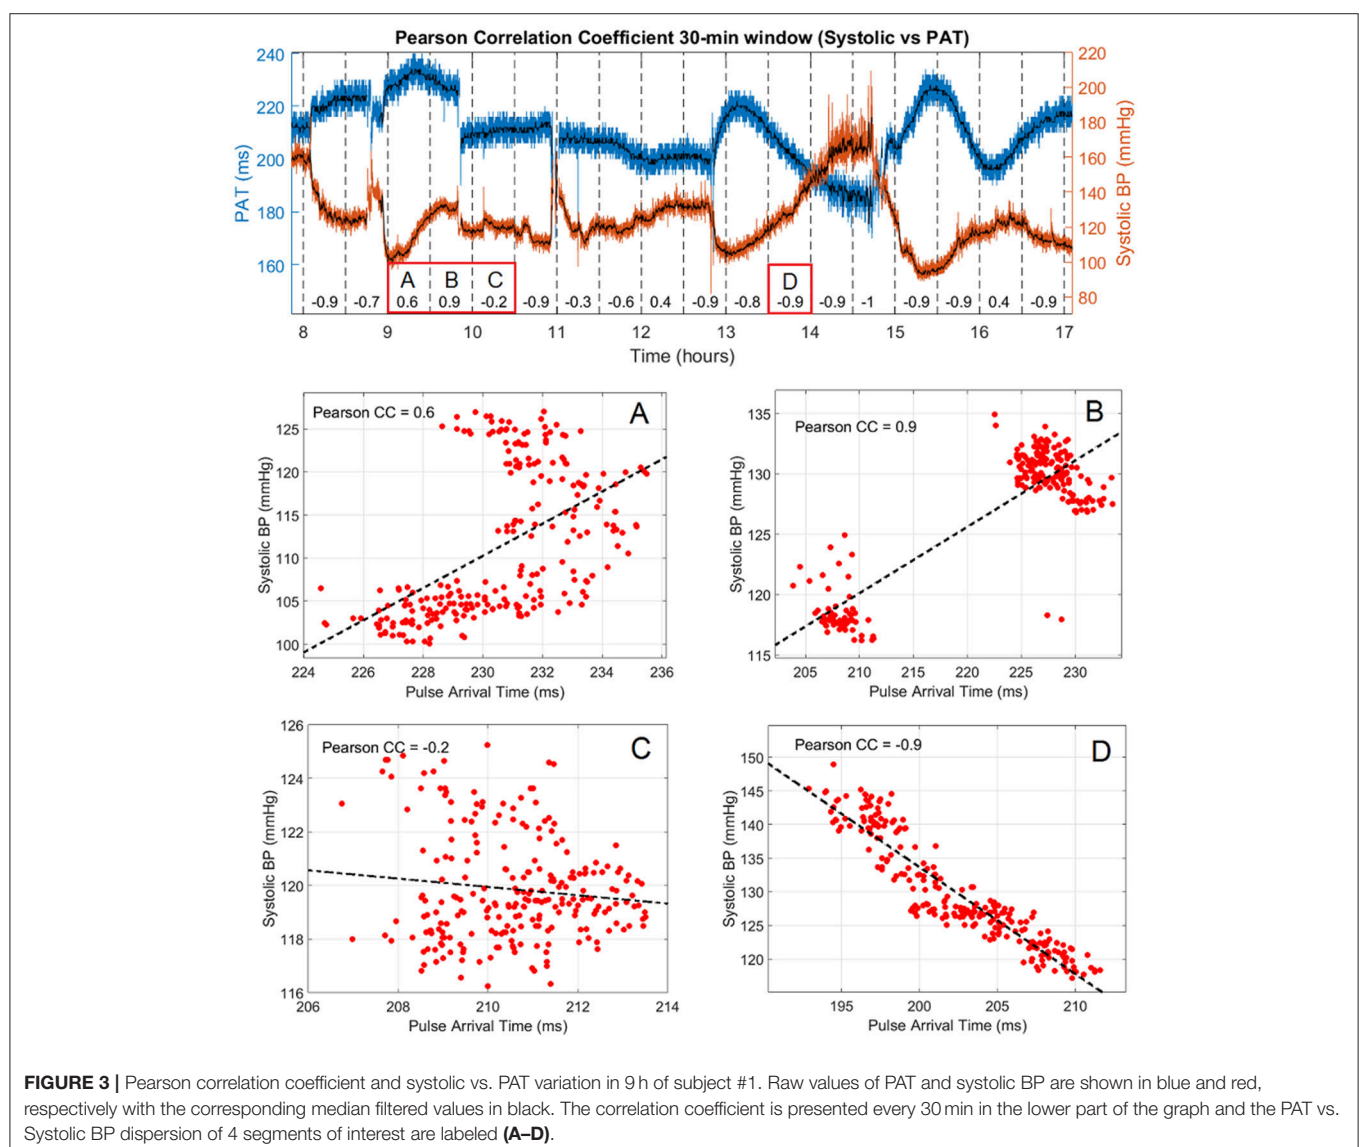 Pearson Correlation Coefficient 30-min window (Systolic vs PAT)
240
220
200
180
160
PAT (ms)
220
200
180
160
140
120
100
80
Systolic BP (mmHg)
A B C D
-0.9 -0.7 0.6 0.9 -0.2 -0.9 -0.3 -0.6 0.4 -0.9 -0.8 -0.9 -0.9 -1 -0.9 -0.9 0.4 -0.9
8 9 10 11 12 13 14 15 16 17
Time (hours)
Pearson CC = 0.6
A
125
120
115
110
105
100
Systolic BP (mmHg)
224 226 228 230 232 234 236
Pulse Arrival Time (ms)
Pearson CC = 0.9
B
135
130
125
120
115
Systolic BP (mmHg)
205 210 215 220 225 230
Pulse Arrival Time (ms)
Pearson CC = -0.2
C
126
124
122
120
118
116
Systolic BP (mmHg)
206 208 210 212 214
Pulse Arrival Time (ms)
Pearson CC = -0.9
D
150
145
140
135
130
125
120
Systolic BP (mmHg)
195 200 205 210
Pulse Arrival Time (ms)
FIGURE 3 | Pearson correlation coefficient and systolic vs. PAT variation in 9 h of subject #1. Raw values of PAT and systolic BP are shown in blue and red,
respectively with the corresponding median filtered values in black. The correlation coefficient is presented every 30 min in the lower part of the graph and the PAT vs.
Systolic BP dispersion of 4 segments of interest are labeled (A–D).